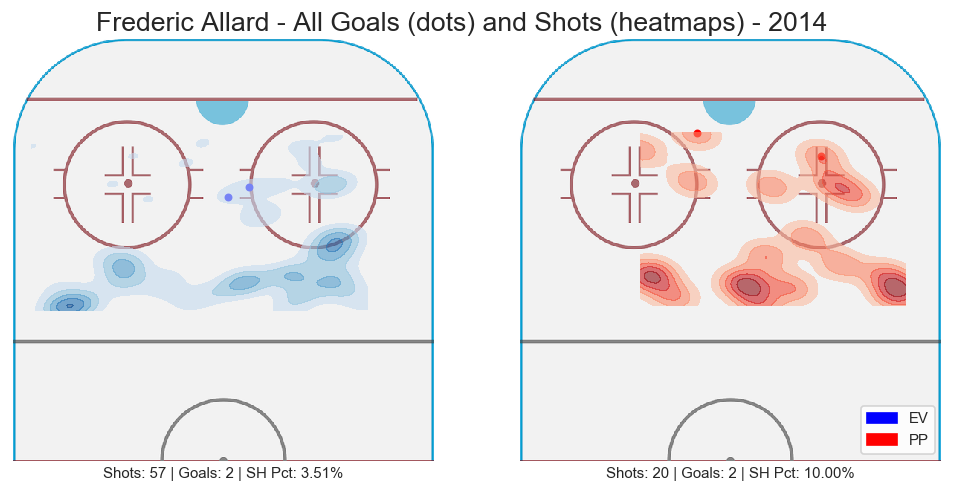 Frederic Allard - All Goals (dots) and Shots (heatmaps) - 2014
EV
PP
Shots: 57 | Goals: 2 | SH Pct: 3.51%
Shots: 20 | Goals: 2 | SH Pct: 10.00%